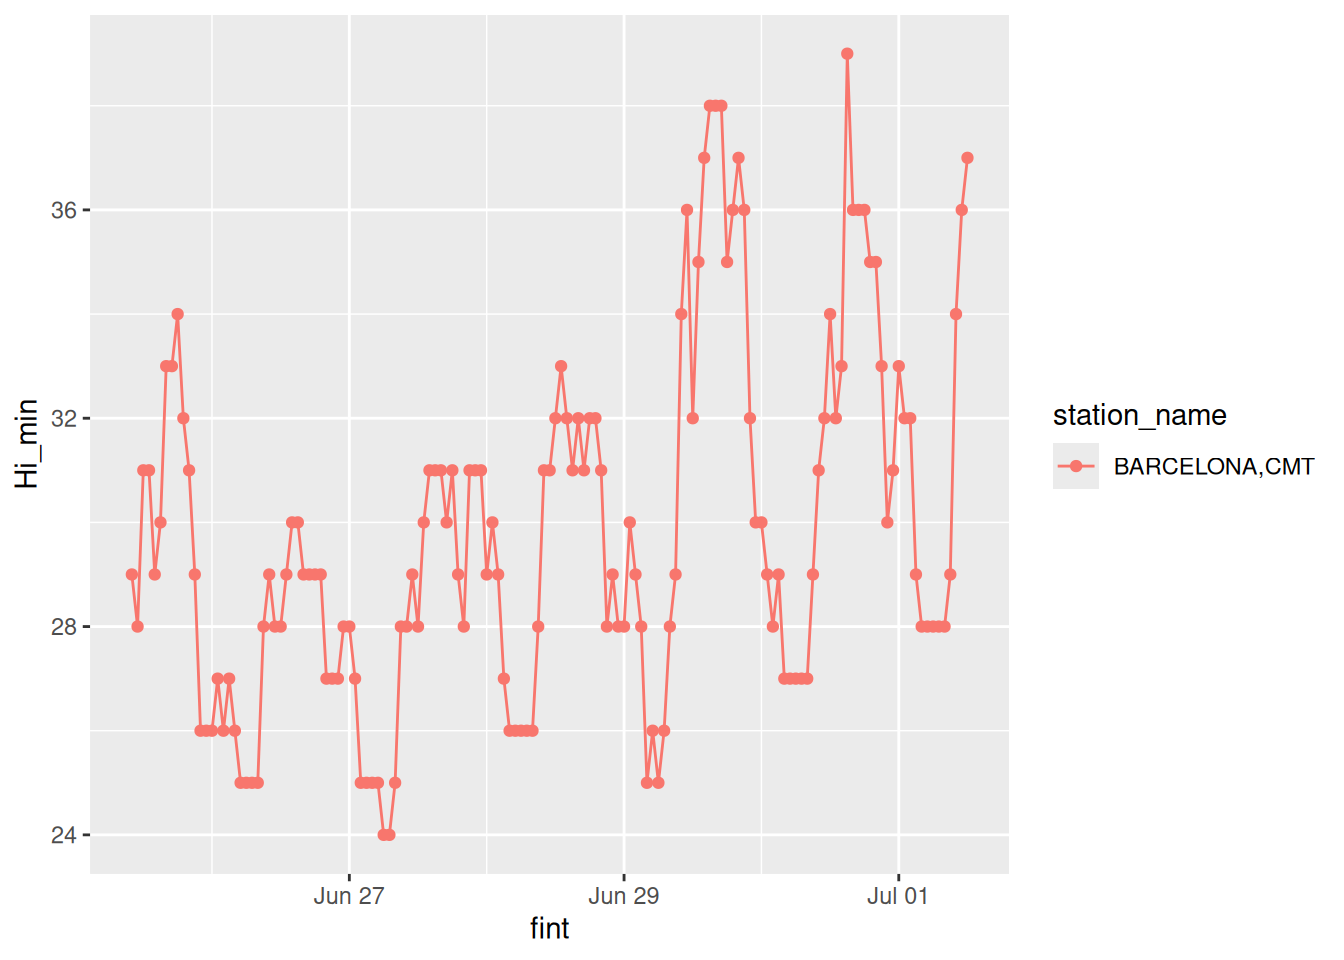 36
32
28
24
Hi_min
Jun 27
Jun 29
Jul 01
fint
station_name
BARCELONA,CMT